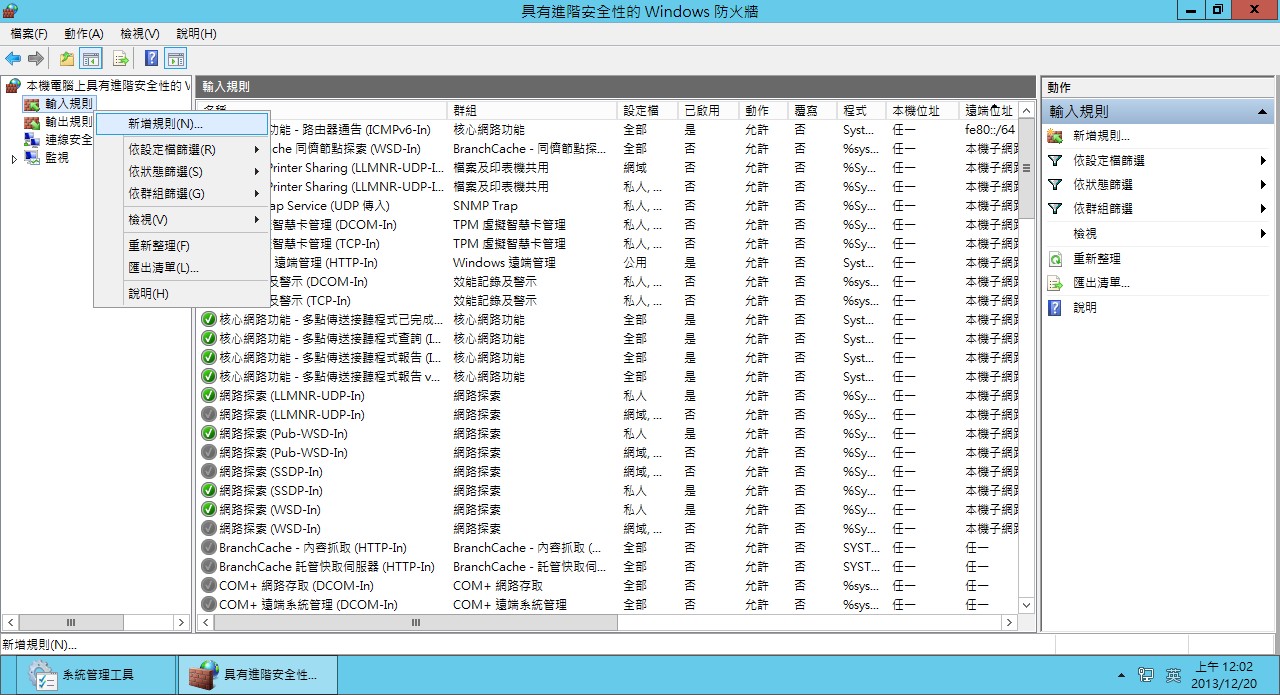 具有進階安全性的 Windows 防火牆
檔案(F) 動作(A) 檢視(V) 說明(H)
本機電腦上具有進階安全性的 W
輸入規則
輸出規則
連線安全
監視
新增規則(N)...
依設定檔篩選(R)
依狀態篩選(S)
依群組篩選(G)
檢視(V)
重新整理(F)
匯出清單(L)...
說明(H)
輸入規則
名稱 群組 設定檔 已啟用 動作 覆寫 程式 本機位址 遠端位址
功能 - 路由器通告 (ICMPv6-In) 核心網路功能 全部 是 允許 否 Syst... 任一 fe80::/64
che 同儕節點探索 (WSD-In) BranchCache - 同儕節點探... 全部 否 允許 否 %sys... 任一 本機子網路
Printer Sharing (LLMNR-UDP-I... 檔案及印表機共用 網域 否 允許 否 %sys... 任一 本機子網路
Printer Sharing (LLMNR-UDP-I... 檔案及印表機共用 私人, ... 否 允許 否 %sys... 任一 本機子網路
ap Service (UDP 傳入) SNMP Trap 私人, ... 否 允許 否 %sys... 任一 本機子網路
智慧卡管理 (DCOM-In) TPM 虛擬智慧卡管理 私人, ... 否 允許 否 %sys... 任一 本機子網路
智慧卡管理 (TCP-In) TPM 虛擬智慧卡管理 私人, ... 否 允許 否 %sys... 任一 本機子網路
遠端管理 (HTTP-In) Windows 遠端管理 公用 是 允許 否 Syst... 任一 本機子網路
及警示 (DCOM-In) 效能記錄及警示 私人, ... 否 允許 否 %sys... 任一 本機子網路
及警示 (TCP-In) 效能記錄及警示 私人, ... 否 允許 否 %sys... 任一 本機子網路
核心網路功能 - 多點傳送接聽程式已完成... 核心網路功能 全部 是 允許 否 Syst... 任一 本機子網路
核心網路功能 - 多點傳送接聽程式查詢 (I... 核心網路功能 全部 是 允許 否 Syst... 任一 本機子網路
核心網路功能 - 多點傳送接聽程式報告 (I... 核心網路功能 全部 是 允許 否 Syst... 任一 本機子網路
核心網路功能 - 多點傳送接聽程式報告 v... 核心網路功能 全部 是 允許 否 Syst... 任一 本機子網路
網路探索 (LLMNR-UDP-In) 網路探索 私人 是 允許 否 %Sy... 任一 本機子網路
網路探索 (LLMNR-UDP-In) 網路探索 網域, ... 否 允許 否 %Sy... 任一 本機子網路
網路探索 (Pub-WSD-In) 網路探索 私人 是 允許 否 %Sy... 任一 本機子網路
網路探索 (Pub-WSD-In) 網路探索 網域, ... 否 允許 否 %Sy... 任一 本機子網路
網路探索 (SSDP-In) 網路探索 網域, ... 否 允許 否 %Sy... 任一 本機子網路
網路探索 (SSDP-In) 網路探索 私人 是 允許 否 %Sy... 任一 本機子網路
網路探索 (WSD-In) 網路探索 私人 是 允許 否 %Sy... 任一 本機子網路
網路探索 (WSD-In) 網路探索 網域, ... 否 允許 否 %Sy... 任一 本機子網路
BranchCache - 內容抓取 (HTTP-In) BranchCache - 內容抓取 (... 全部 否 允許 否 SYST... 任一 任一
BranchCache 託管快取伺服器 (HTTP-In) BranchCache - 託管快取伺... 全部 否 允許 否 SYST... 任一 任一
COM+ 網路存取 (DCOM-In) COM+ 網路存取 全部 否 允許 否 %sys... 任一 任一
COM+ 遠端系統管理 (DCOM-In) COM+ 遠端系統管理 全部 否 允許 否 %sys... 任一 任一
動作
輸入規則
新增規則...
依設定檔篩選
依狀態篩選
依群組篩選
檢視
重新整理
匯出清單...
說明
新增規則(N)...
系統管理工具 具有進階安全性... 英 上午 12:02
2013/12/20